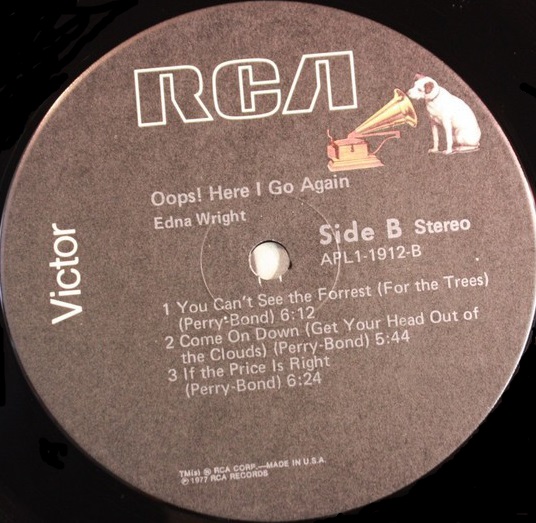 RCA
Victor
Oops! Here I Go Again
Edna Wright
Side B Stereo
APL1-1912-B
1 You Can't See the Forrest (For the Trees)
(Perry-Bond) 6:12
2 Come On Down (Get Your Head Out of
the Clouds) (Perry-Bond) 5:44
3 If the Price Is Right
(Perry-Bond) 6:24
TM(s) ® RCA CORP.—MADE IN U.S.A.
℗ 1977 RCA RECORDS